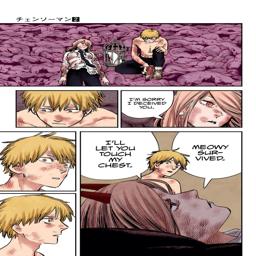 チェンソーマン2
I'M SORRY
I DECEIVED
YOU.
MEOWY
SUR-
VIVED.
I'LL
LET YOU
TOUCH
MY
CHEST.